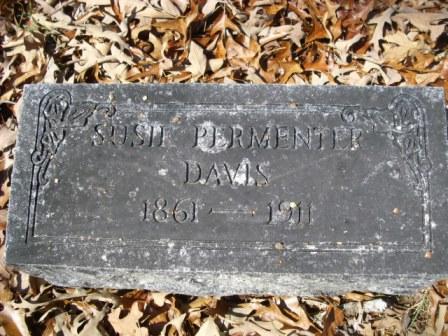 SUSIE PERMENTER
DAVIS
1861 — 1911